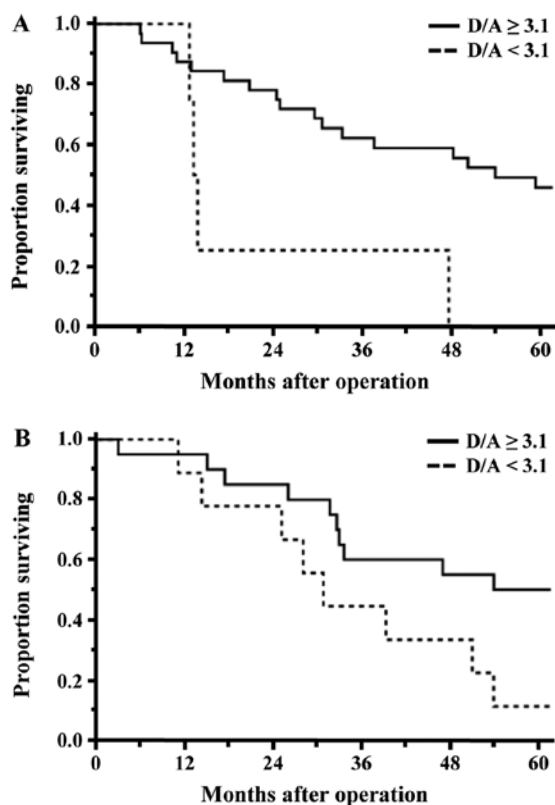 A
D/A ≥ 3.1
D/A < 3.1
Proportion surviving
1.0
0.8
0.6
0.4
0.2
0.0
0 12 24 36 48 60
Months after operation
B
D/A ≥ 3.1
D/A < 3.1
Proportion surviving
1.0
0.8
0.6
0.4
0.2
0.0
0 12 24 36 48 60
Months after operation